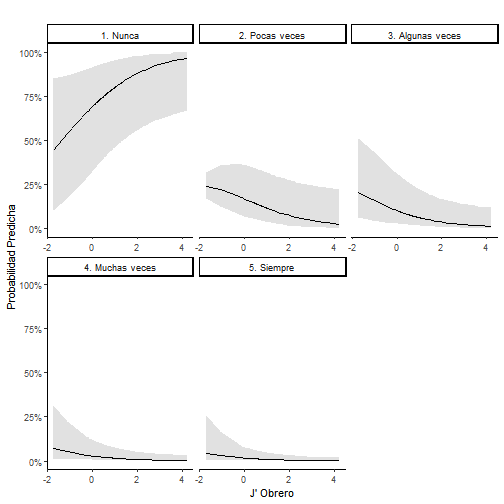 1. Nunca
2. Pocas veces
3. Algunas veces
100%
75%
50%
25%
0%
-2 0 2 4
-2 0 2 4
-2 0 2 4
Probabilidad Predicha
4. Muchas veces
5. Siempre
100%
75%
50%
25%
0%
-2 0 2 4
-2 0 2 4
J' Obrero